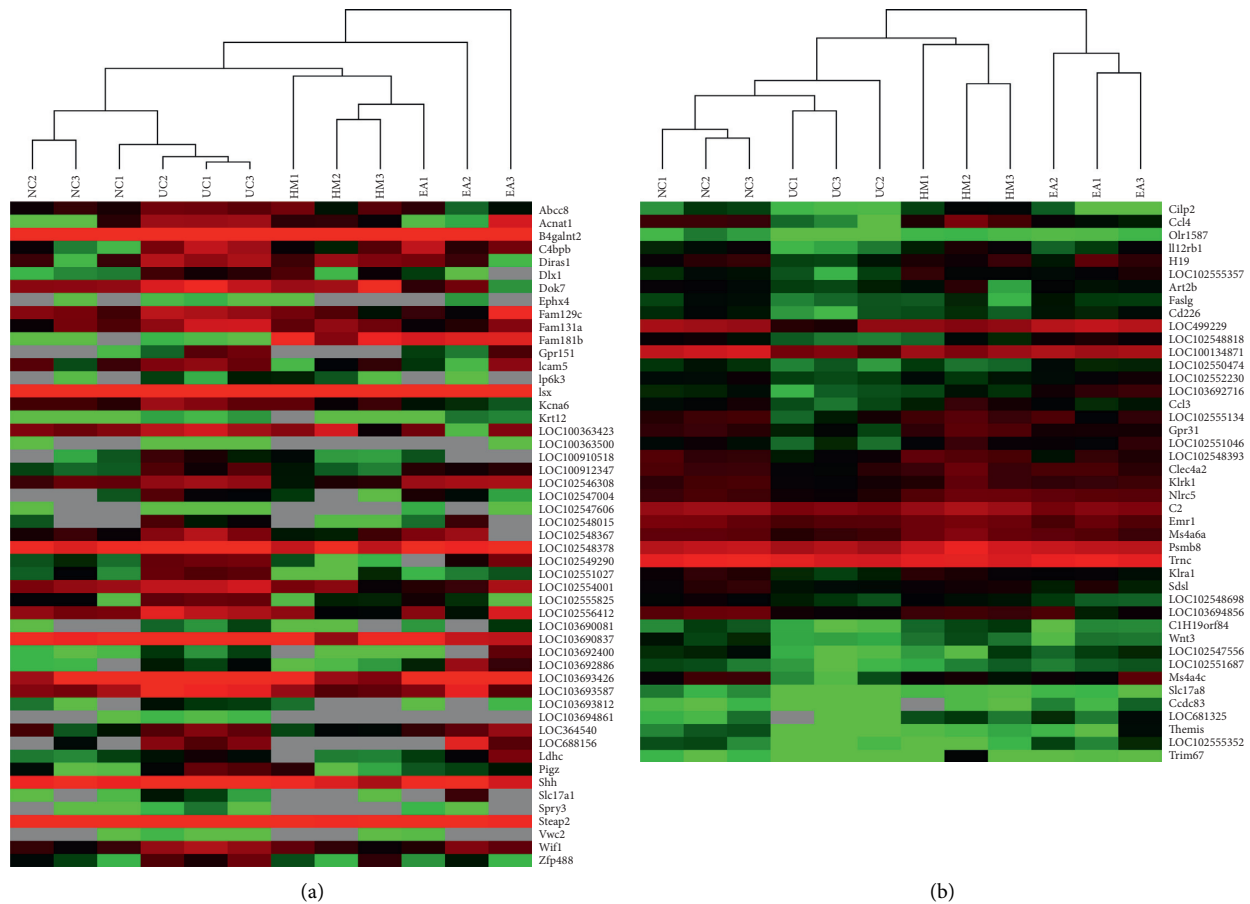 NC2
NC3
NC1
UC2
UC1
UC3
HM1
HM2
HM3
EA1
EA2
EA3
Abcc8
Acnat1
B4galnt2
C4bpb
Diras1
Dlx1
Dok7
Ephx4
Fam129c
Fam131a
Fam181b
Gpr151
lcam5
lp6k3
lsx
Kcna6
Krt12
LOC100363423
LOC100363500
LOC100910518
LOC100912347
LOC102546308
LOC102547004
LOC102547606
LOC102548015
LOC102548367
LOC102548378
LOC102549290
LOC102551027
LOC102554001
LOC102555825
LOC102556412
LOC103690081
LOC103690837
LOC103692400
LOC103692886
LOC103693426
LOC103693587
LOC103693812
LOC103694861
LOC364540
LOC688156
Ldhc
Pigz
Shh
Slc17a1
Spry3
Steap2
Vwc2
Wif1
Zfp488
(a)
NC1
NC2
NC3
UC1
UC3
UC2
HM1
HM2
HM3
EA2
EA1
EA3
Cilp2
Ccl4
Olr1587
ll12rb1
H19
LOC102555357
Art2b
Faslg
Cd226
LOC499229
LOC102548818
LOC100134871
LOC102550474
LOC102552230
LOC103692716
Ccl3
LOC102555134
Gpr31
LOC102551046
LOC102548393
Clec4a2
Klrk1
Nlrc5
C2
Emr1
Ms4a6a
Psmb8
Trnc
Klra1
Sdsl
LOC102548698
LOC103694856
C1H19orf84
Wnt3
LOC102547556
LOC102551687
Ms4a4c
Slc17a8
Ccdc83
LOC681325
Themis
LOC102555352
Trim67
(b)